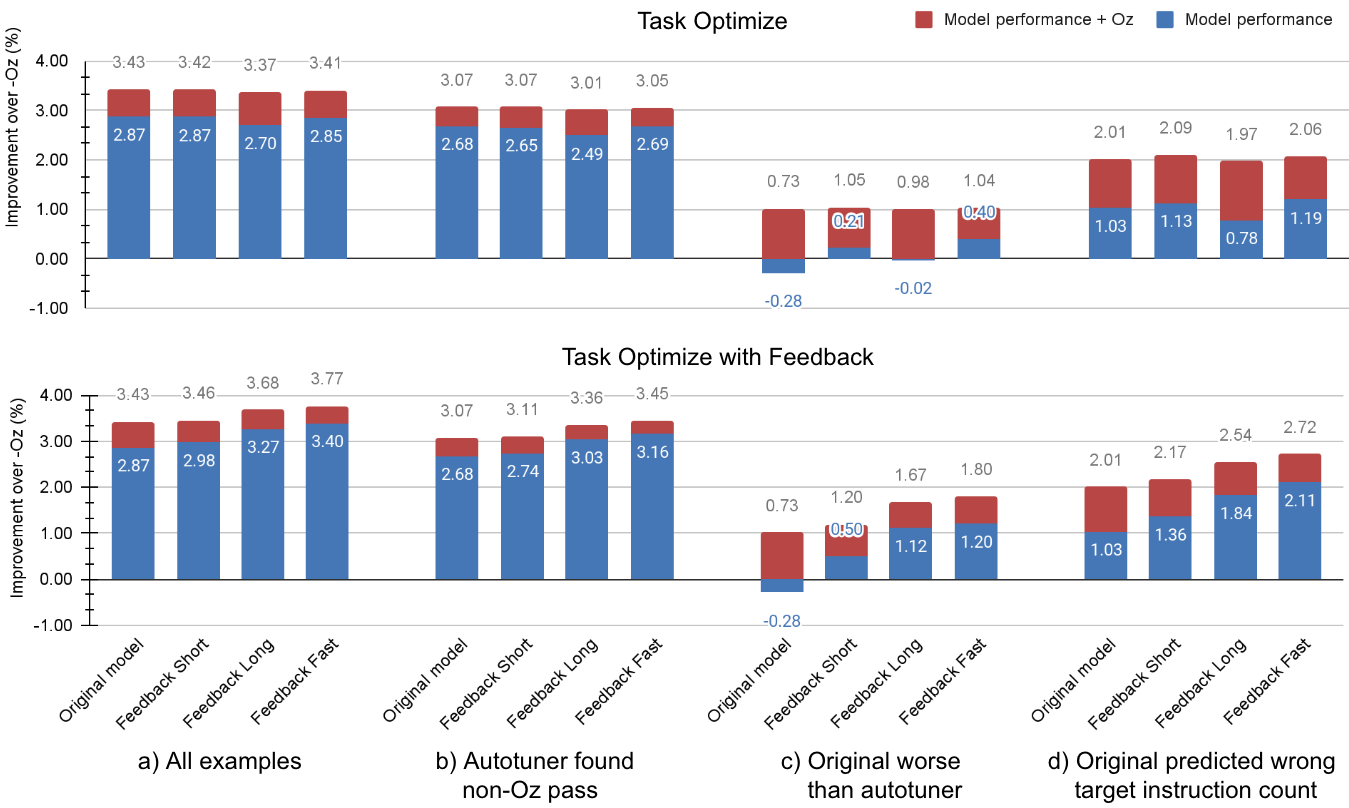 Task Optimize
Model performance + Oz
Model performance
Improvement over -Oz (%)
4.00
3.00
2.00
1.00
0.00
-1.00
3.43
3.42
3.37
3.41
2.87
2.87
2.70
2.85
3.07
3.07
3.01
3.05
2.68
2.65
2.49
2.69
0.73
1.05
0.98
1.04
-0.28
0.21
-0.02
0.40
2.01
2.09
1.97
2.06
1.03
1.13
0.78
1.19
Task Optimize with Feedback
Improvement over -Oz (%)
4.00
3.00
2.00
1.00
0.00
-1.00
3.43
3.46
3.68
3.77
2.87
2.98
3.27
3.40
3.07
3.11
3.36
3.45
2.68
2.74
3.03
3.16
0.73
1.20
1.67
1.80
-0.28
0.50
1.12
1.20
2.01
2.17
2.54
2.72
1.03
1.36
1.84
2.11
Original model
Feedback Short
Feedback Long
Feedback Fast
Original model
Feedback Short
Feedback Long
Feedback Fast
Original model
Feedback Short
Feedback Long
Feedback Fast
Original model
Feedback Short
Feedback Long
Feedback Fast
a) All examples
b) Autotuner found
non-Oz pass
c) Original worse
than autotuner
d) Original predicted wrong
target instruction count